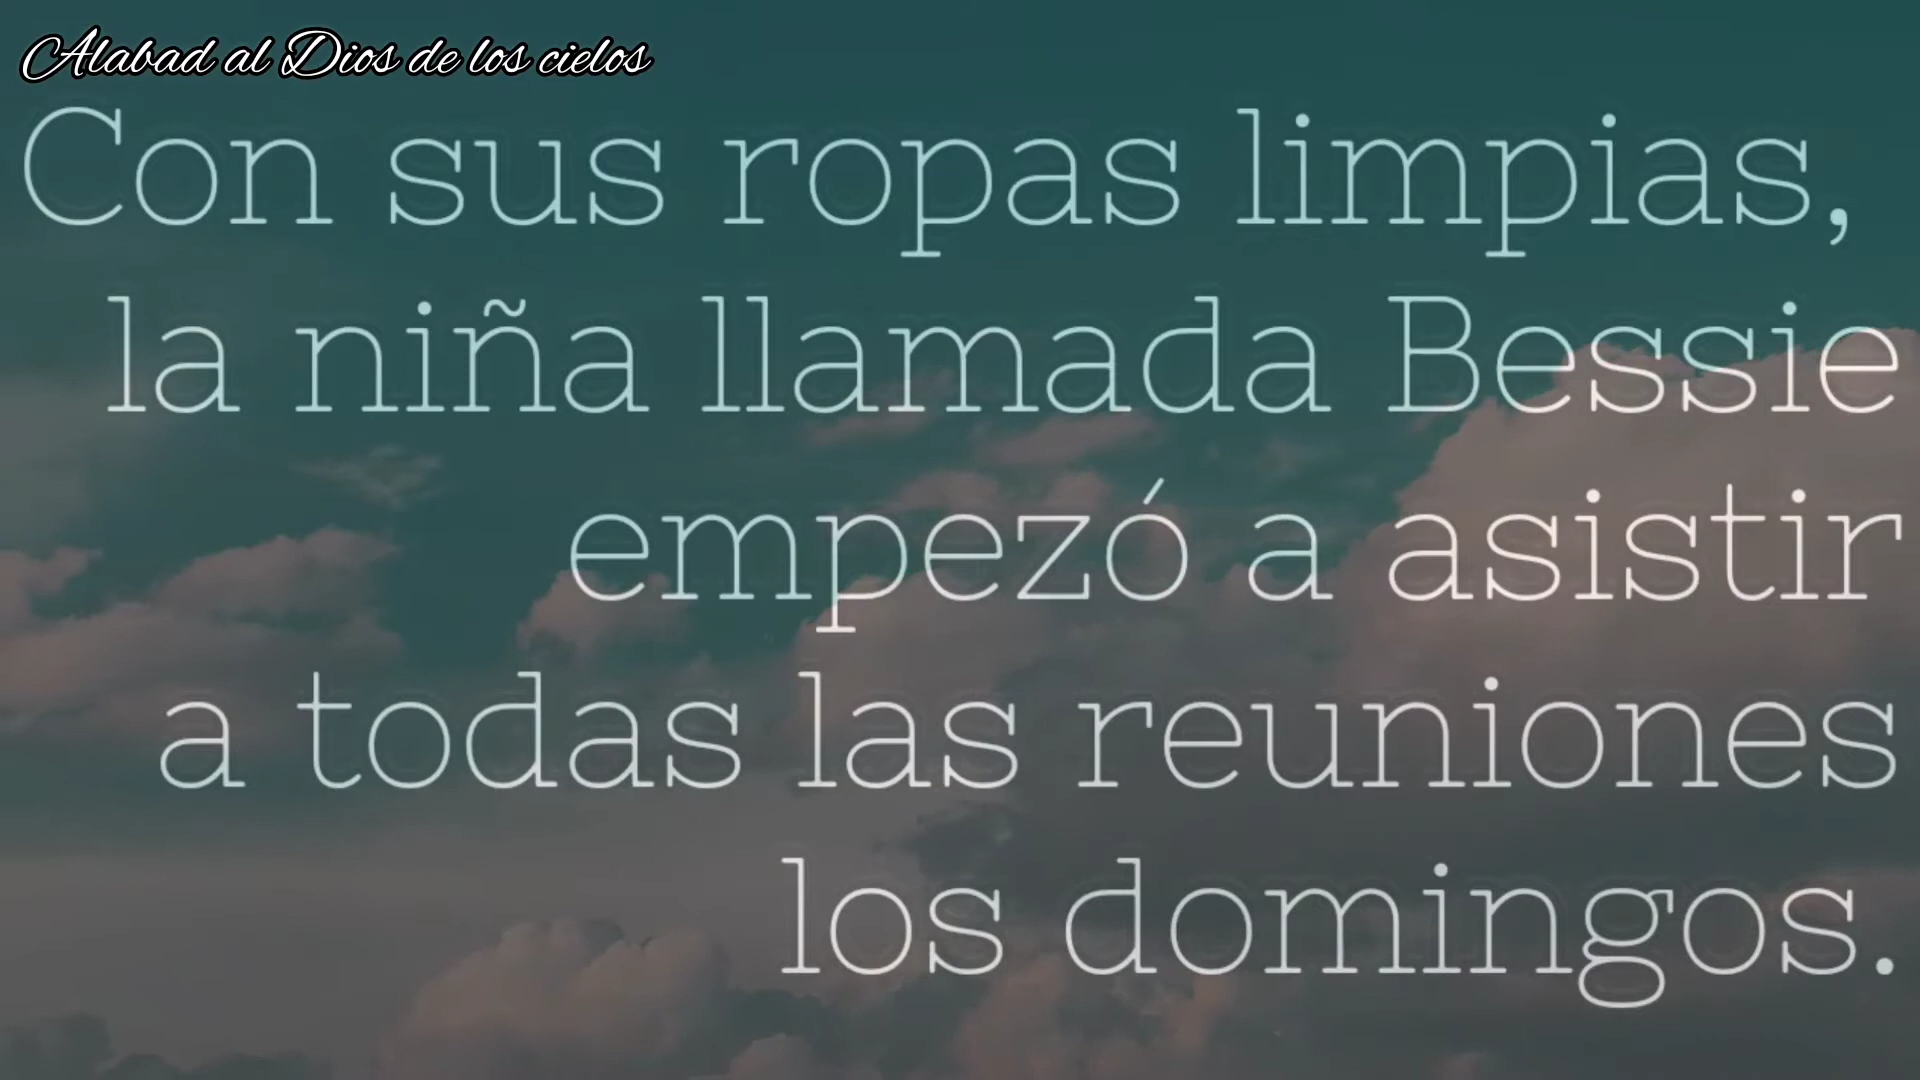 Alabad al Dios de los cielos
Con sus ropas limpias,
la niña llamada Bessie
empezó a asistir
a todas las reuniones
los domingos.